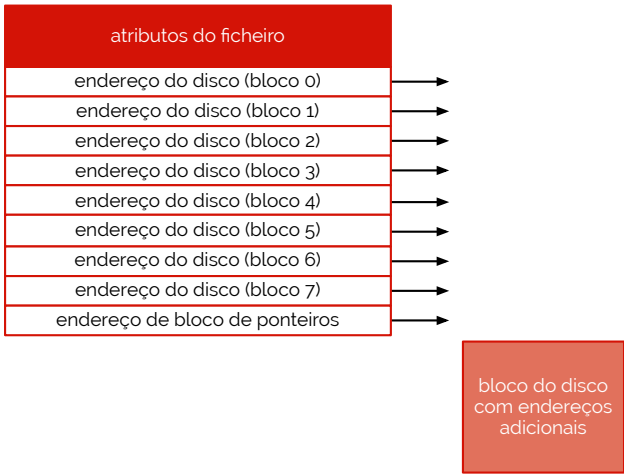 atributos do ficheiro
endereço do disco (bloco 0)
endereço do disco (bloco 1)
endereço do disco (bloco 2)
endereço do disco (bloco 3)
endereço do disco (bloco 4)
endereço do disco (bloco 5)
endereço do disco (bloco 6)
endereço do disco (bloco 7)
endereço de bloco de ponteiros
bloco do disco
com endereços
adicionais